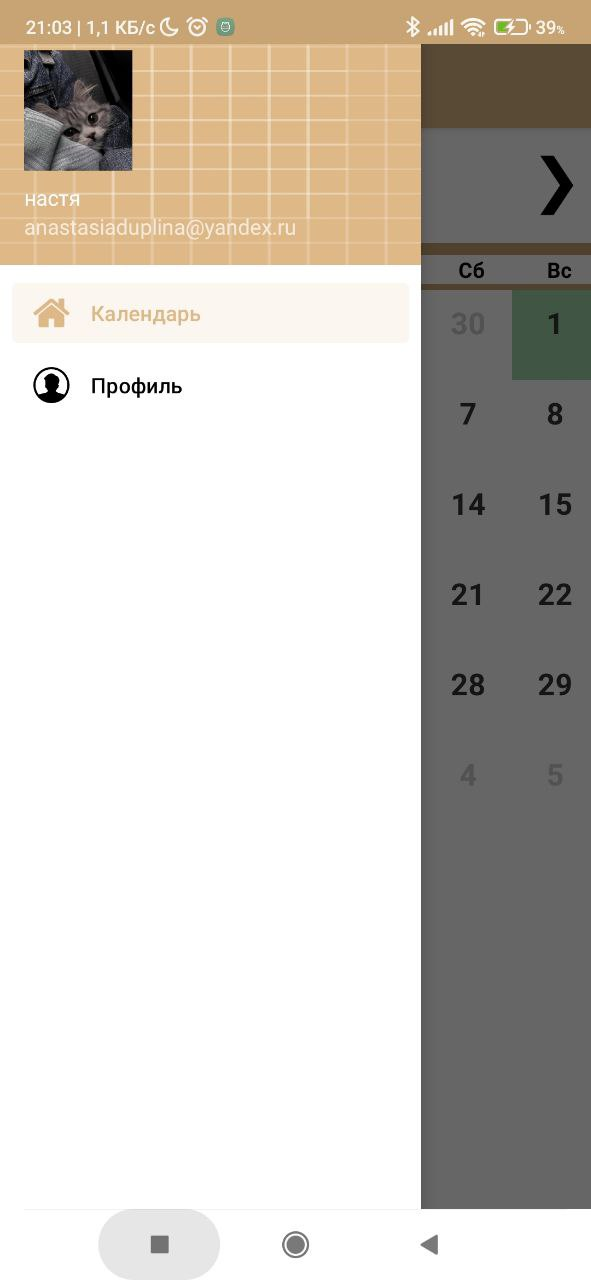 21:03 | 1,1 КБ/с 39%
настя
anastasiaduplina@yandex.ru
Календарь
Профиль
Сб Вс
30 1
7 8
14 15
21 22
28 29
4 5